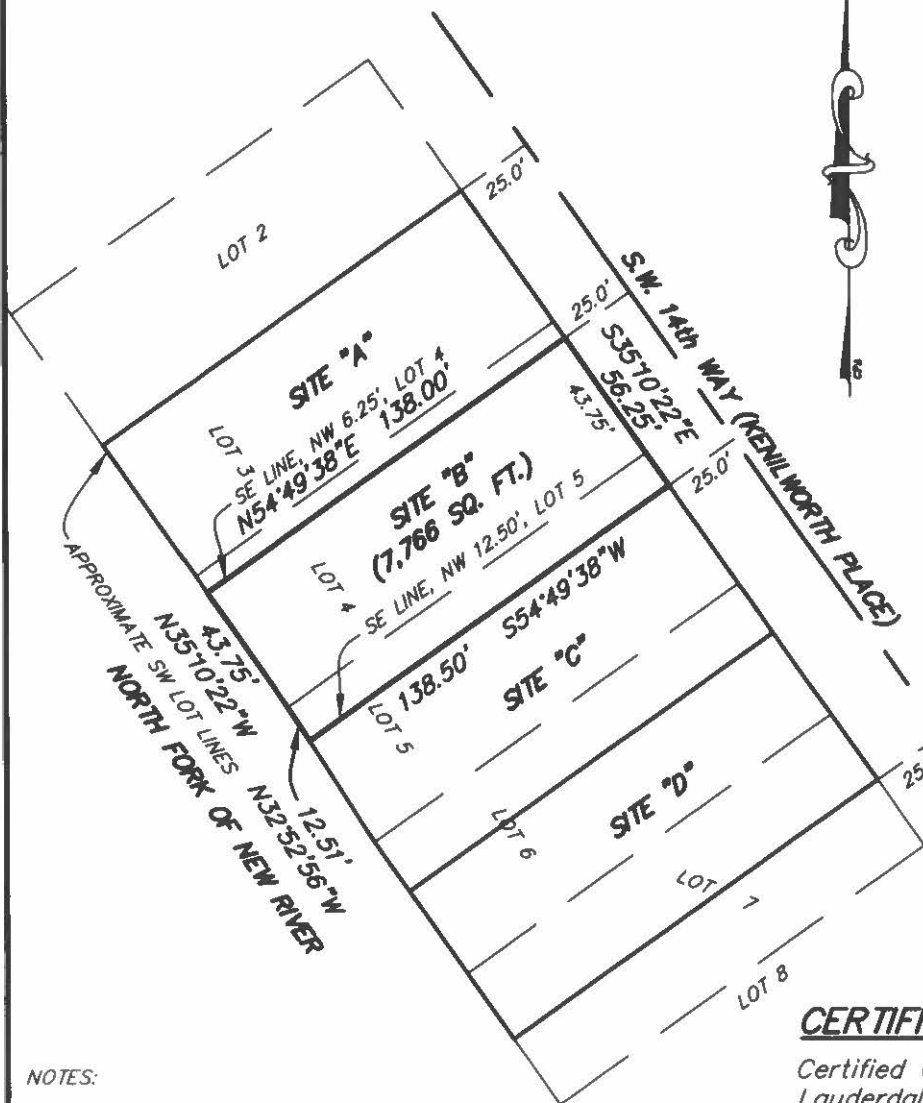 25.0'
LOT 2
S.W. 14th WAY (KENILWORTH PLACE)
25.0'
S35°10'22"E
56.25'
SITE "A"
43.75'
LOT 3
SE LINE, NW 6.25', LOT 4
N54°49'38"E 138.00'
25.0'
SITE "B"
(7,766 SQ. FT.)
LOT 4
SE LINE, NW 12.50', LOT 5
138.50' S54°49'38"W
SITE "C"
LOT 5
43.75'
N35°10'22"W
APPROXIMATE SW LOT LINES
NORTH FORK OF NEW RIVER
12.51'
N32°52'56"W
SITE "D"
LOT 6
25
LOT 7
LOT 8
CERTIFI
Certified
Lauderdal
NOTES: